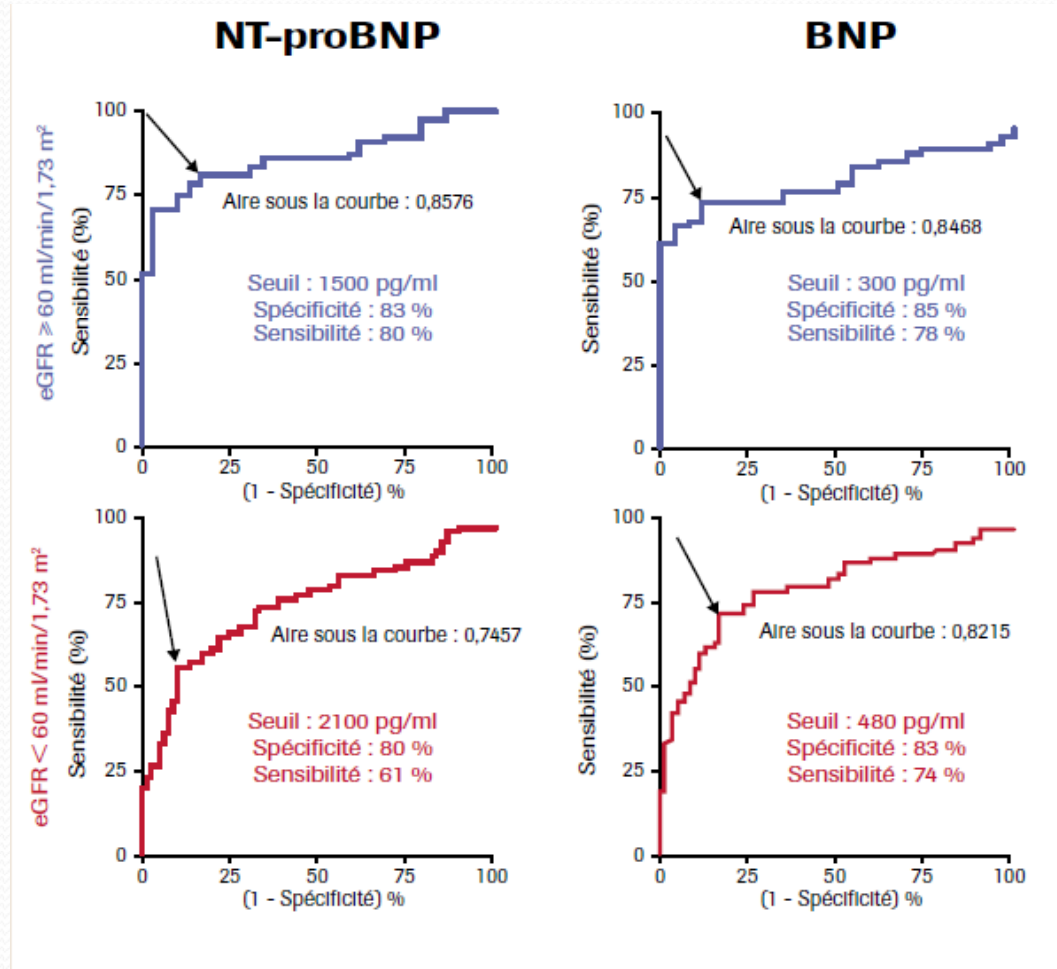 NT-proBNP
BNP
eGFR ⩾ 60 ml/min/1,73 m²
Sensibilité (%)
100
75
50
25
0
Aire sous la courbe : 0,8576
Seuil : 1500 pg/ml
Spécificité : 83 %
Sensibilité : 80 %
0 25 50 75 100
(1 - Spécificité) %
Sensibilité (%)
100
75
50
25
0
Aire sous la courbe : 0,8468
Seuil : 300 pg/ml
Spécificité : 85 %
Sensibilité : 78 %
0 25 50 75 100
(1 - Spécificité) %
eGFR < 60 ml/min/1,73 m²
Sensibilité (%)
100
75
50
25
0
Aire sous la courbe : 0,7457
Seuil : 2100 pg/ml
Spécificité : 80 %
Sensibilité : 61 %
0 25 50 75 100
(1 - Spécificité) %
Sensibilité (%)
100
75
50
25
0
Aire sous la courbe : 0,8215
Seuil : 480 pg/ml
Spécificité : 83 %
Sensibilité : 74 %
0 25 50 75 100
(1 - Spécificité) %